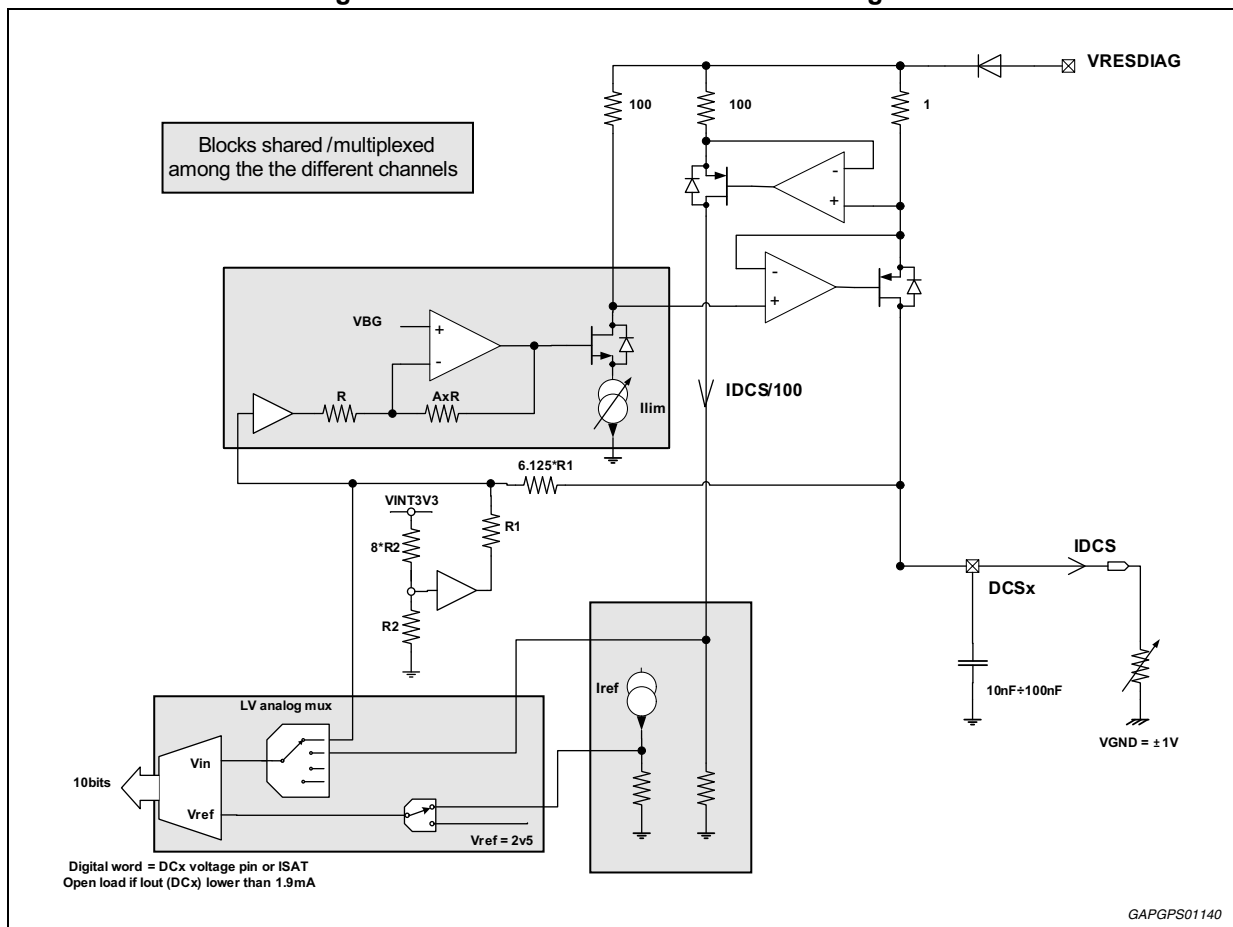 VRESDIAG
100
100
1
Blocks shared /multiplexed
among the the different channels
-
+
-
+
VBG
+
-
R
AxR
Ilim
IDCS/100
6.125*R1
VINT3V3
R1
8*R2
R2
IDCS
DCSx
Iref
10nF÷100nF
VGND = ±1V
LV analog mux
Vin
10bits
Vref
Vref = 2v5
Digital word = DCx voltage pin or ISAT
Open load if Iout (DCx) lower than 1.9mA
GAPGPS01140